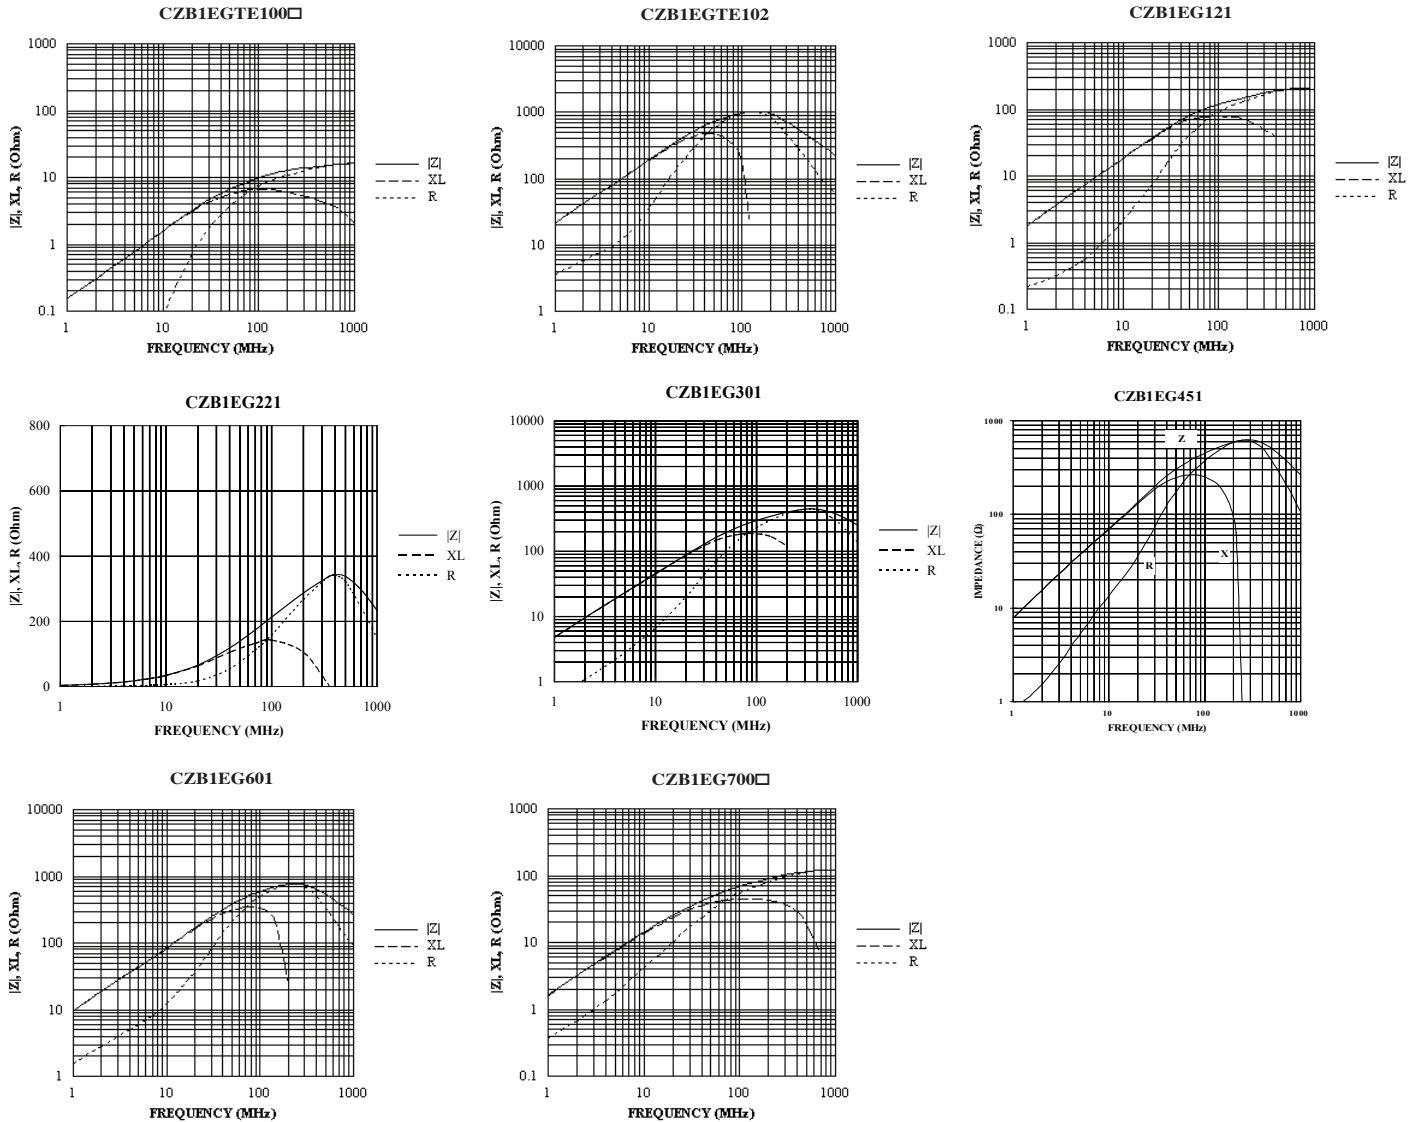 CZB1EGTE100□
1000
100
10
1
0.1
1 10 100 1000
|Z|, XL, R (Ohm)
FREQUENCY (MHz)
|Z|
XL
R
CZB1EGTE102
10000
1000
100
10
1
1 10 100 1000
|Z|, XL, R (Ohm)
FREQUENCY (MHz)
|Z|
XL
R
CZB1EG121
1000
100
10
1
0.1
1 10 100 1000
|Z|, XL, R (Ohm)
FREQUENCY (MHz)
|Z|
XL
R
CZB1EG221
800
600
400
200
0
1 10 100 1000
|Z|, XL, R (Ohm)
FREQUENCY (MHz)
|Z|
XL
R
CZB1EG301
10000
1000
100
10
1
1 10 100 1000
|Z|, XL, R (Ohm)
FREQUENCY (MHz)
|Z|
XL
R
CZB1EG451
1000
100
10
1
1 10 100 1000
IMPEDANCE (Ω)
FREQUENCY (MHz)
Z
R
X
CZB1EG601
10000
1000
100
10
1
1 10 100 1000
|Z|, XL, R (Ohm)
FREQUENCY (MHz)
|Z|
XL
R
CZB1EG700□
1000
100
10
1
0.1
1 10 100 1000
|Z|, XL, R (Ohm)
FREQUENCY (MHz)
|Z|
XL
R